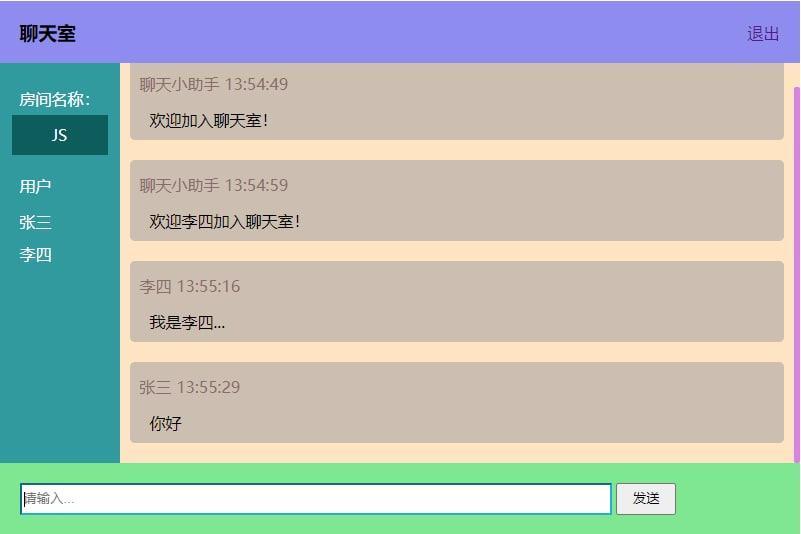 聊天室
退出
房间名称：
JS
用户
张三
李四
聊天小助手 13:54:49
欢迎加入聊天室！
聊天小助手 13:54:59
欢迎李四加入聊天室！
李四 13:55:16
我是李四...
张三 13:55:29
你好
请输入...
发送